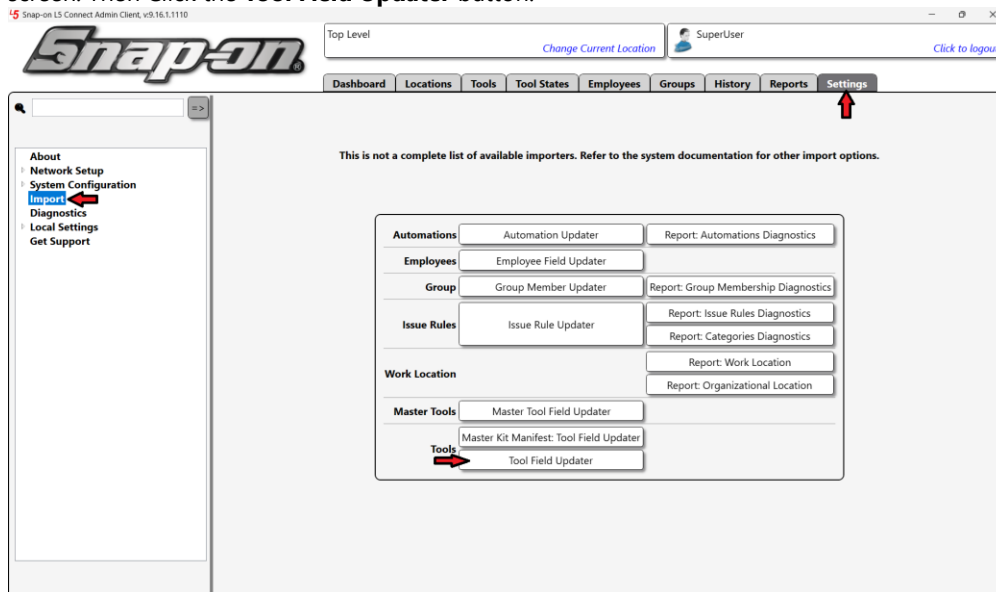 screen. Then Click the Tool Field Updater button.
L5 Snap-on L5 Connect Admin Client, v:9.16.1.1110
Snap-on®
Top Level
Change Current Location
SuperUser
Click to logout
Dashboard Locations Tools Tool States Employees Groups History Reports Settings
=>
This is not a complete list of available importers. Refer to the system documentation for other import options.
About
Network Setup
System Configuration
Import
Diagnostics
Local Settings
Get Support
Automations Automation Updater Report: Automations Diagnostics
Employees Employee Field Updater
Group Group Member Updater Report: Group Membership Diagnostics
Issue Rules Issue Rule Updater Report: Issue Rules Diagnostics
Report: Categories Diagnostics
Work Location Report: Work Location
Report: Organizational Location
Master Tools Master Tool Field Updater
Tools Master Kit Manifest: Tool Field Updater
Tool Field Updater